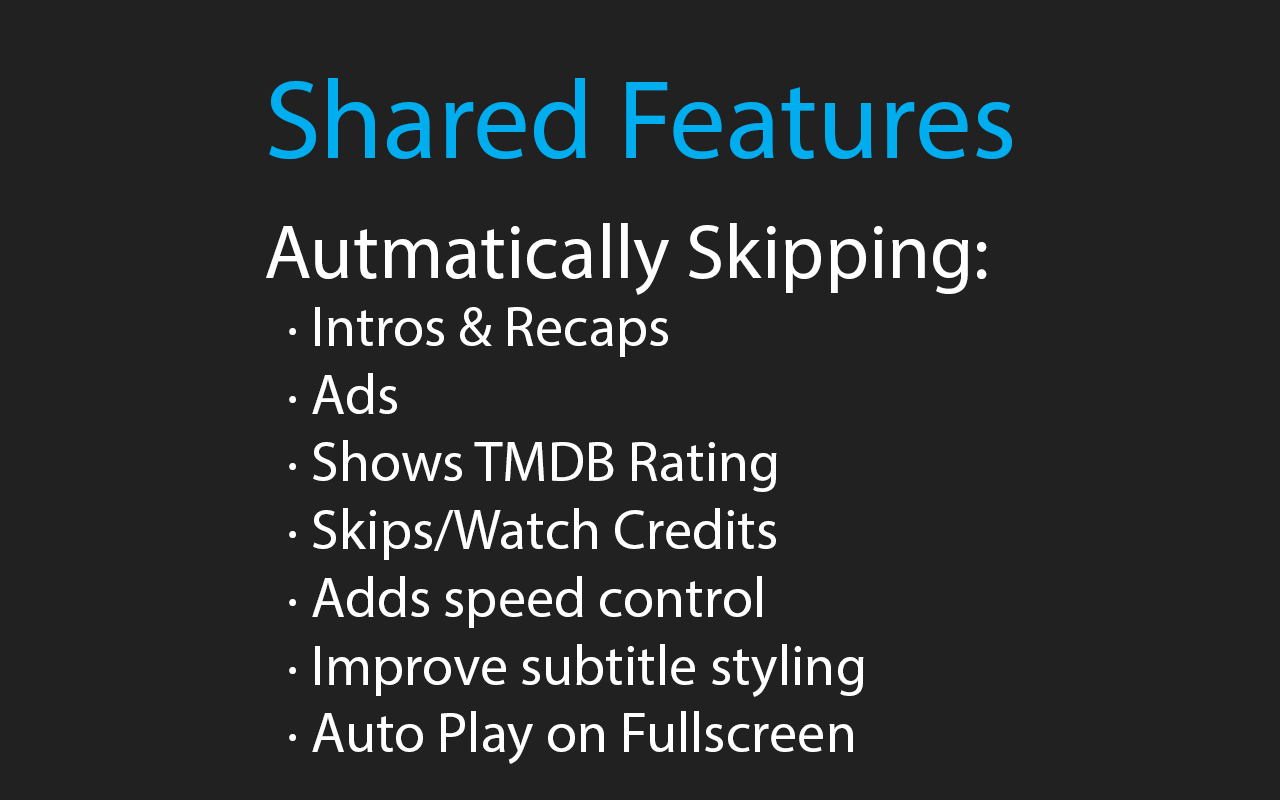 Shared Features
Autmatically Skipping:
· Intros & Recaps
· Ads
· Shows TMDB Rating
· Skips/Watch Credits
· Adds speed control
· Improve subtitle styling
· Auto Play on Fullscreen